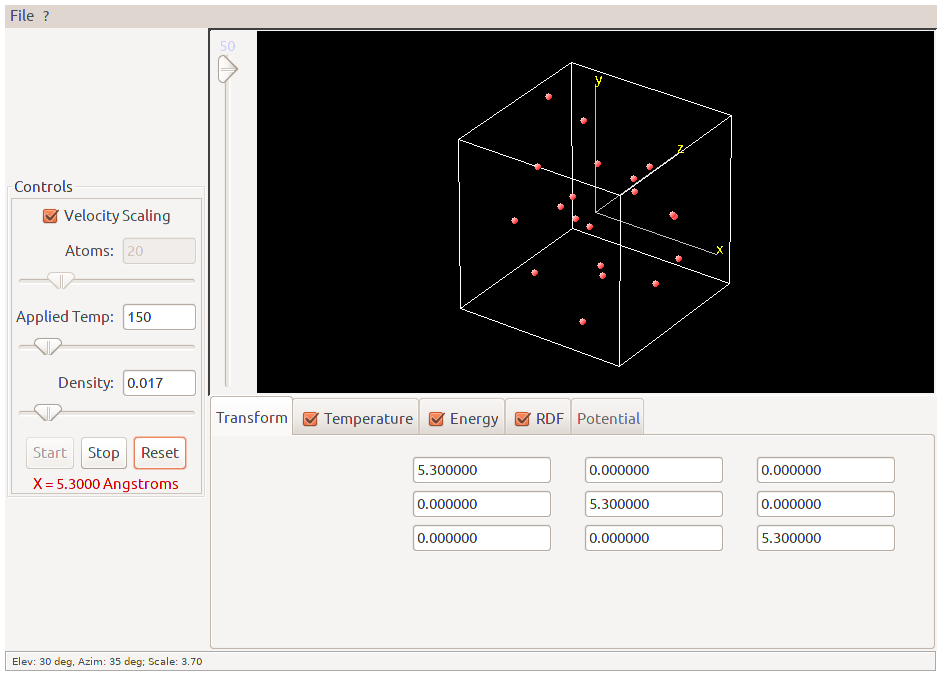 File ?
50
y
z
x
Controls
Velocity Scaling
Atoms: 20
Applied Temp: 150
Density: 0.017
Start Stop Reset
X = 5.3000 Angstroms
Transform Temperature Energy RDF Potential
5.300000 0.000000 0.000000
0.000000 5.300000 0.000000
0.000000 0.000000 5.300000
Elev: 30 deg, Azim: 35 deg; Scale: 3.70